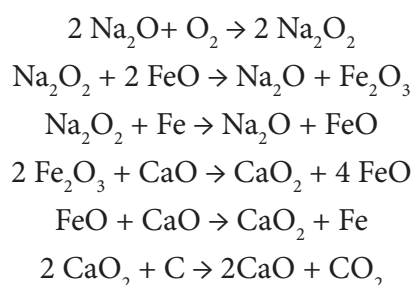 2 Na₂O+ O₂ → 2 Na₂O₂
Na₂O₂ + 2 FeO → Na₂O + Fe₂O₃
Na₂O₂ + Fe → Na₂O + FeO
2 Fe₂O₃ + CaO → CaO₂ + 4 FeO
FeO + CaO → CaO₂ + Fe
2 CaO₂ + C → 2CaO + CO₂